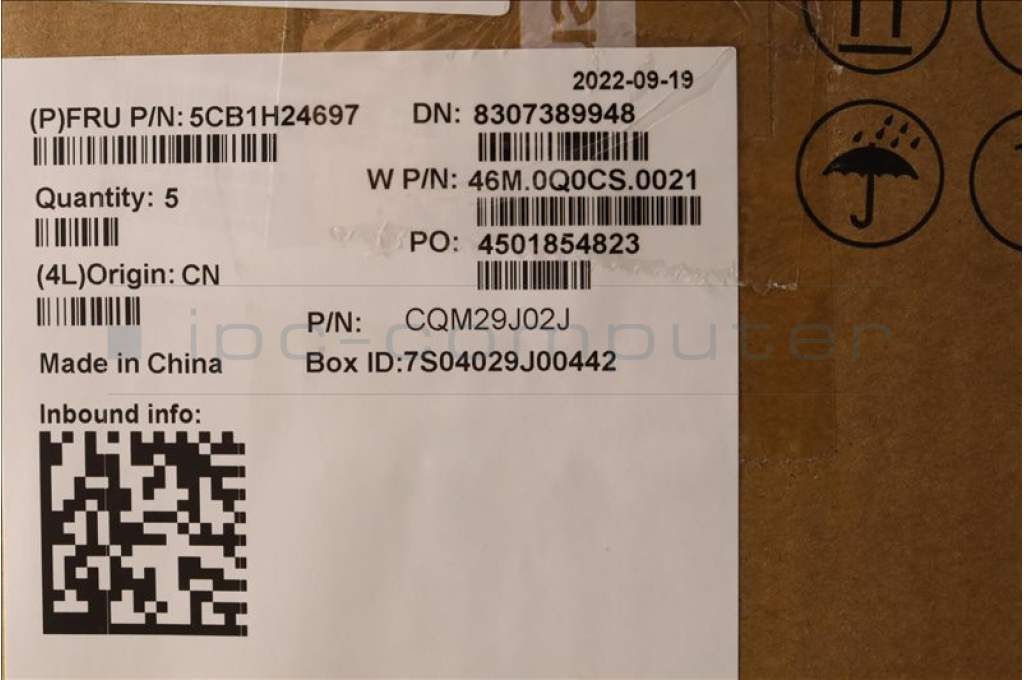 2022-09-19
(P)FRU P/N: 5CB1H24697
DN: 8307389948
W P/N: 46M.0Q0CS.0021
Quantity: 5
PO: 4501854823
(4L)Origin: CN
P/N: CQM29J02J
ipc-computer
Made in China
Box ID:7S04029J00442
Inbound info: